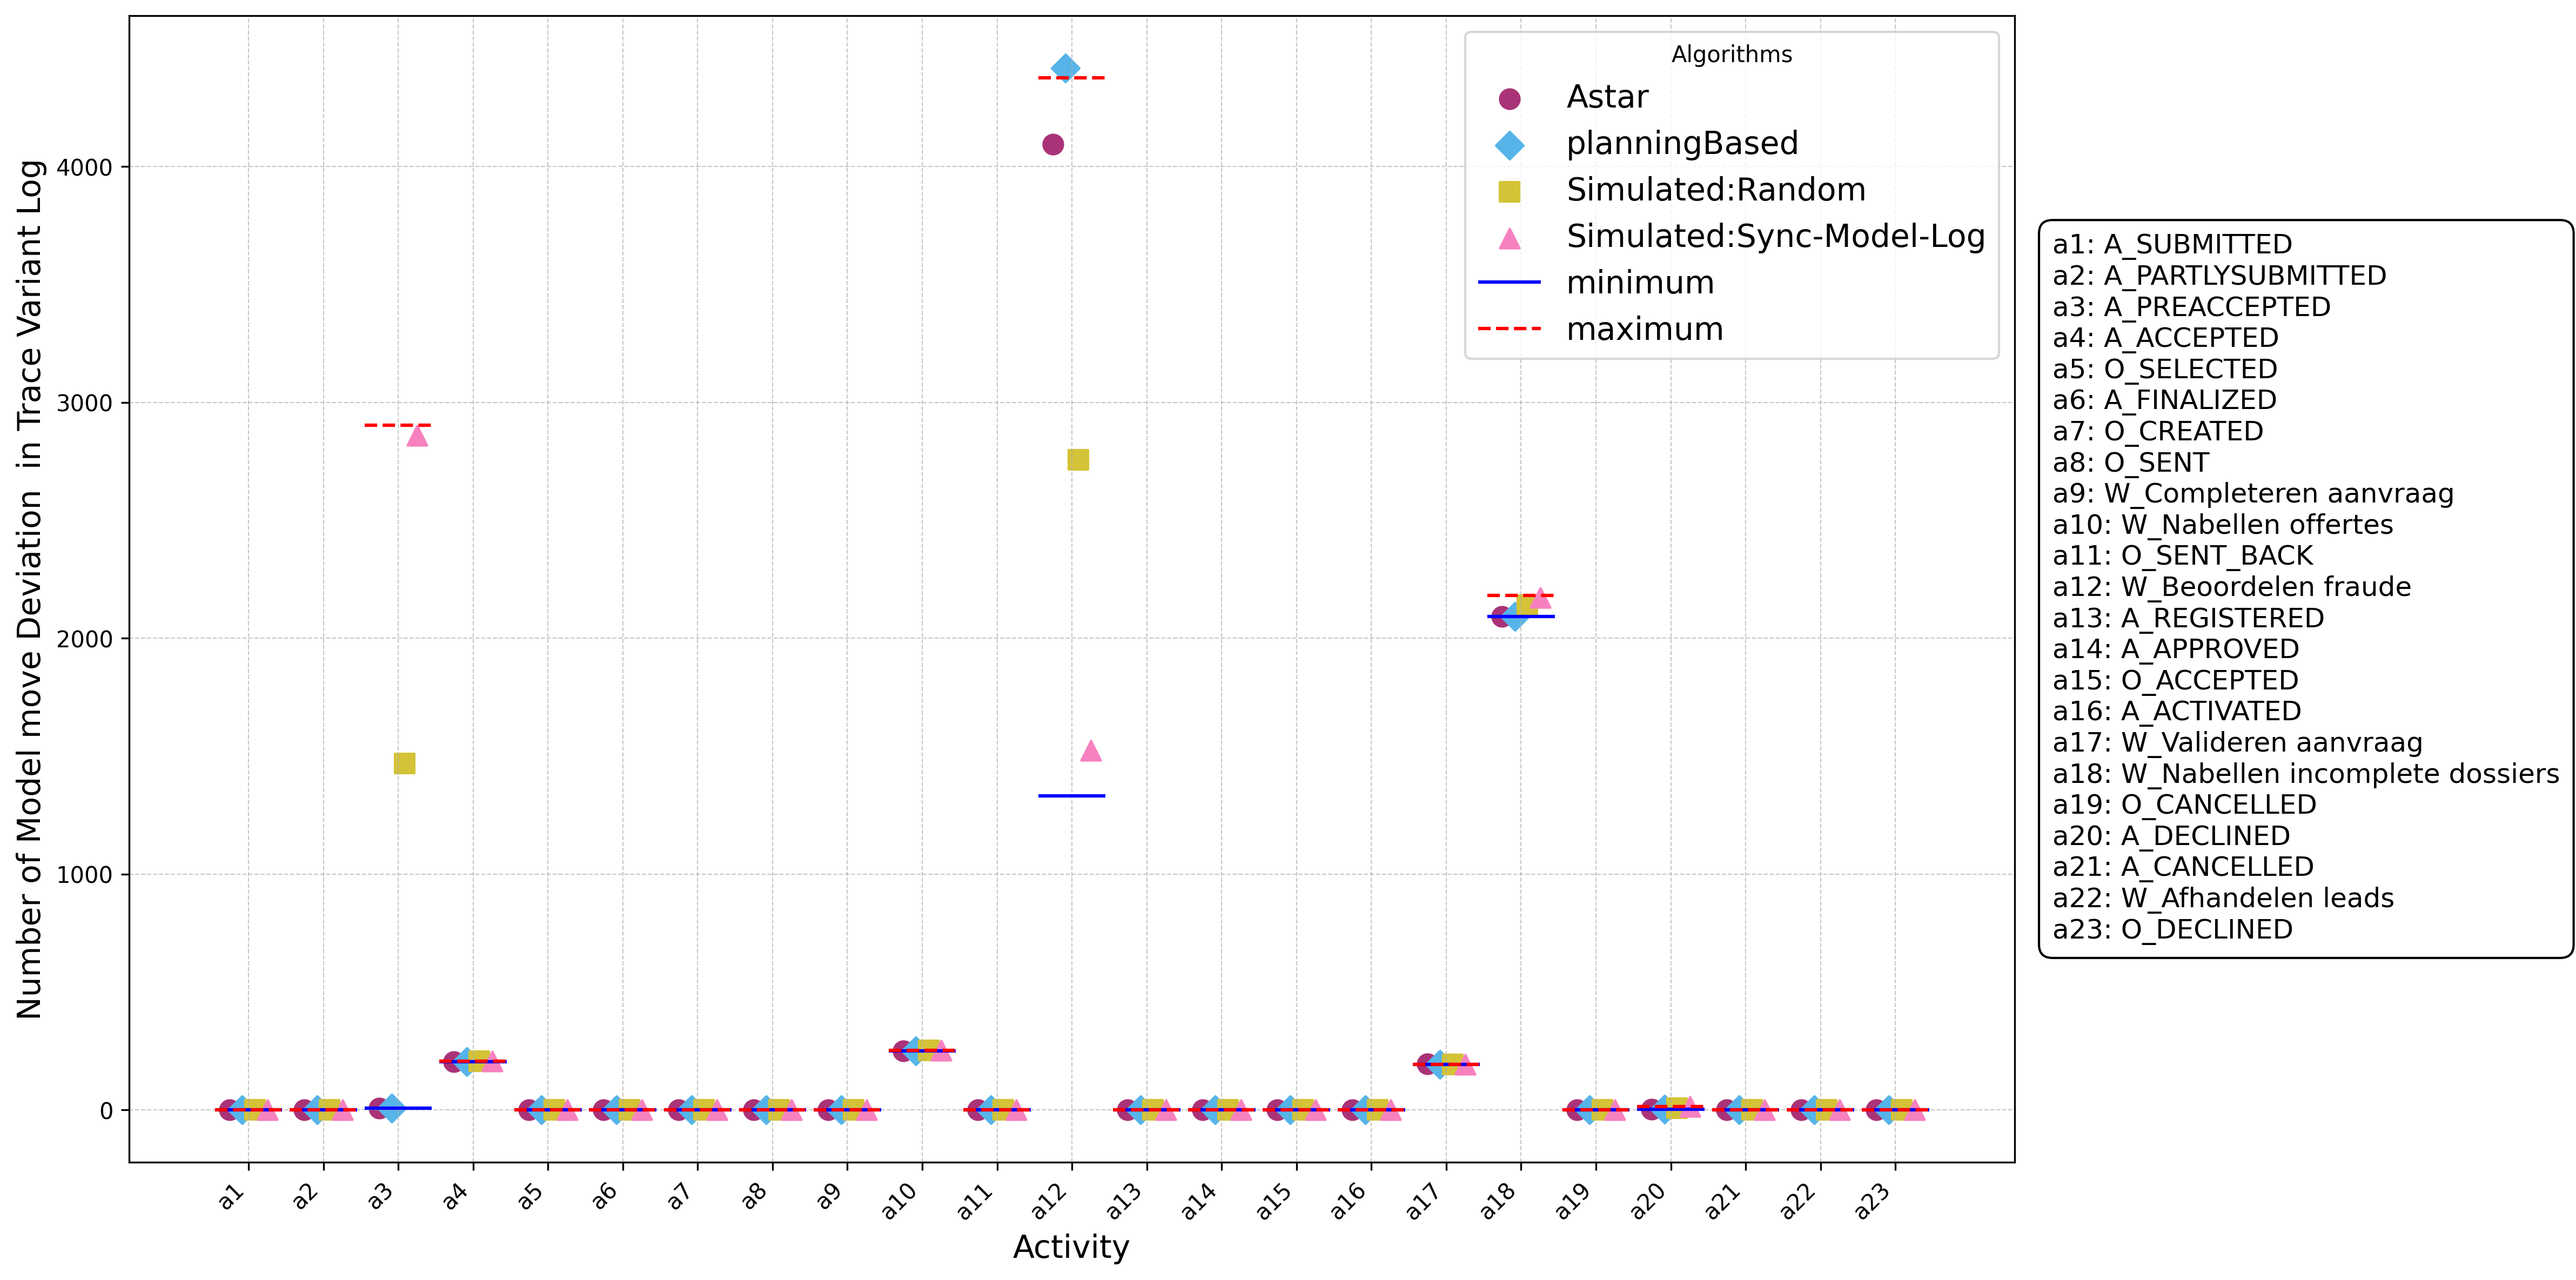 Number of Model move Deviation  in Trace Variant Log
4000
3000
2000
1000
0
Algorithms
Astar
planningBased
Simulated:Random
Simulated:Sync-Model-Log
minimum
maximum
a1: A_SUBMITTED
a2: A_PARTLYSUBMITTED
a3: A_PREACCEPTED
a4: A_ACCEPTED
a5: O_SELECTED
a6: A_FINALIZED
a7: O_CREATED
a8: O_SENT
a9: W_Completeren aanvraag
a10: W_Nabellen offertes
a11: O_SENT_BACK
a12: W_Beoordelen fraude
a13: A_REGISTERED
a14: A_APPROVED
a15: O_ACCEPTED
a16: A_ACTIVATED
a17: W_Valideren aanvraag
a18: W_Nabellen incomplete dossiers
a19: O_CANCELLED
a20: A_DECLINED
a21: A_CANCELLED
a22: W_Afhandelen leads
a23: O_DECLINED
a1 a2 a3 a4 a5 a6 a7 a8 a9 a10 a11 a12 a13 a14 a15 a16 a17 a18 a19 a20 a21 a22 a23
Activity